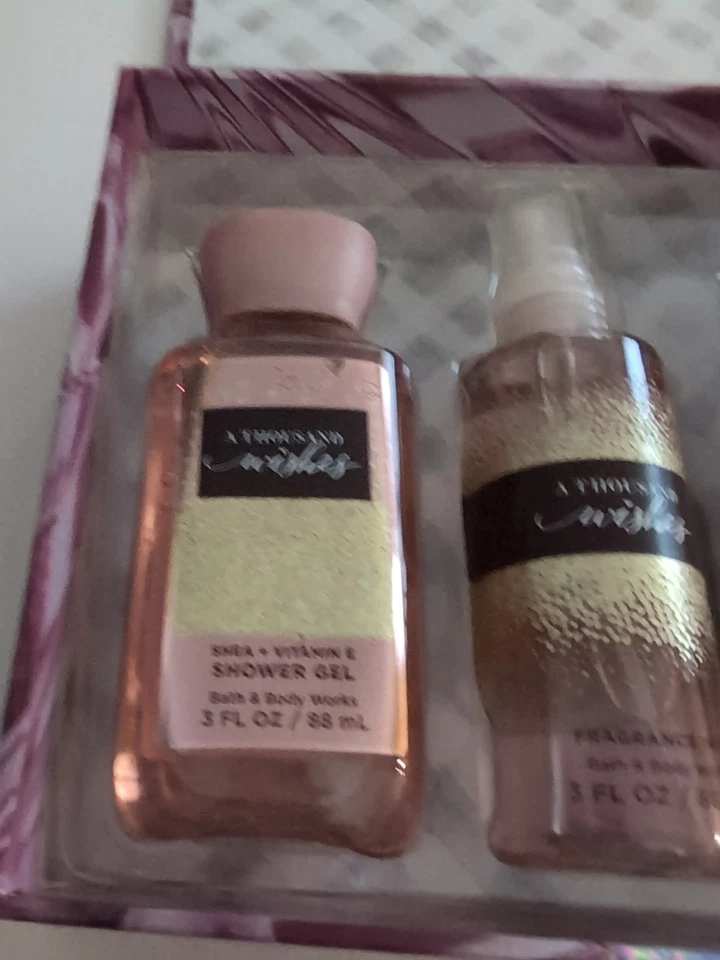 A THOUSAND
wishes
SHEA + VITAMIN E
SHOWER GEL
Bath & Body Works
3 FL OZ / 88 mL
A THOUSAND
wishes
FRAGRANCE
Bath & Body
3 FL OZ /